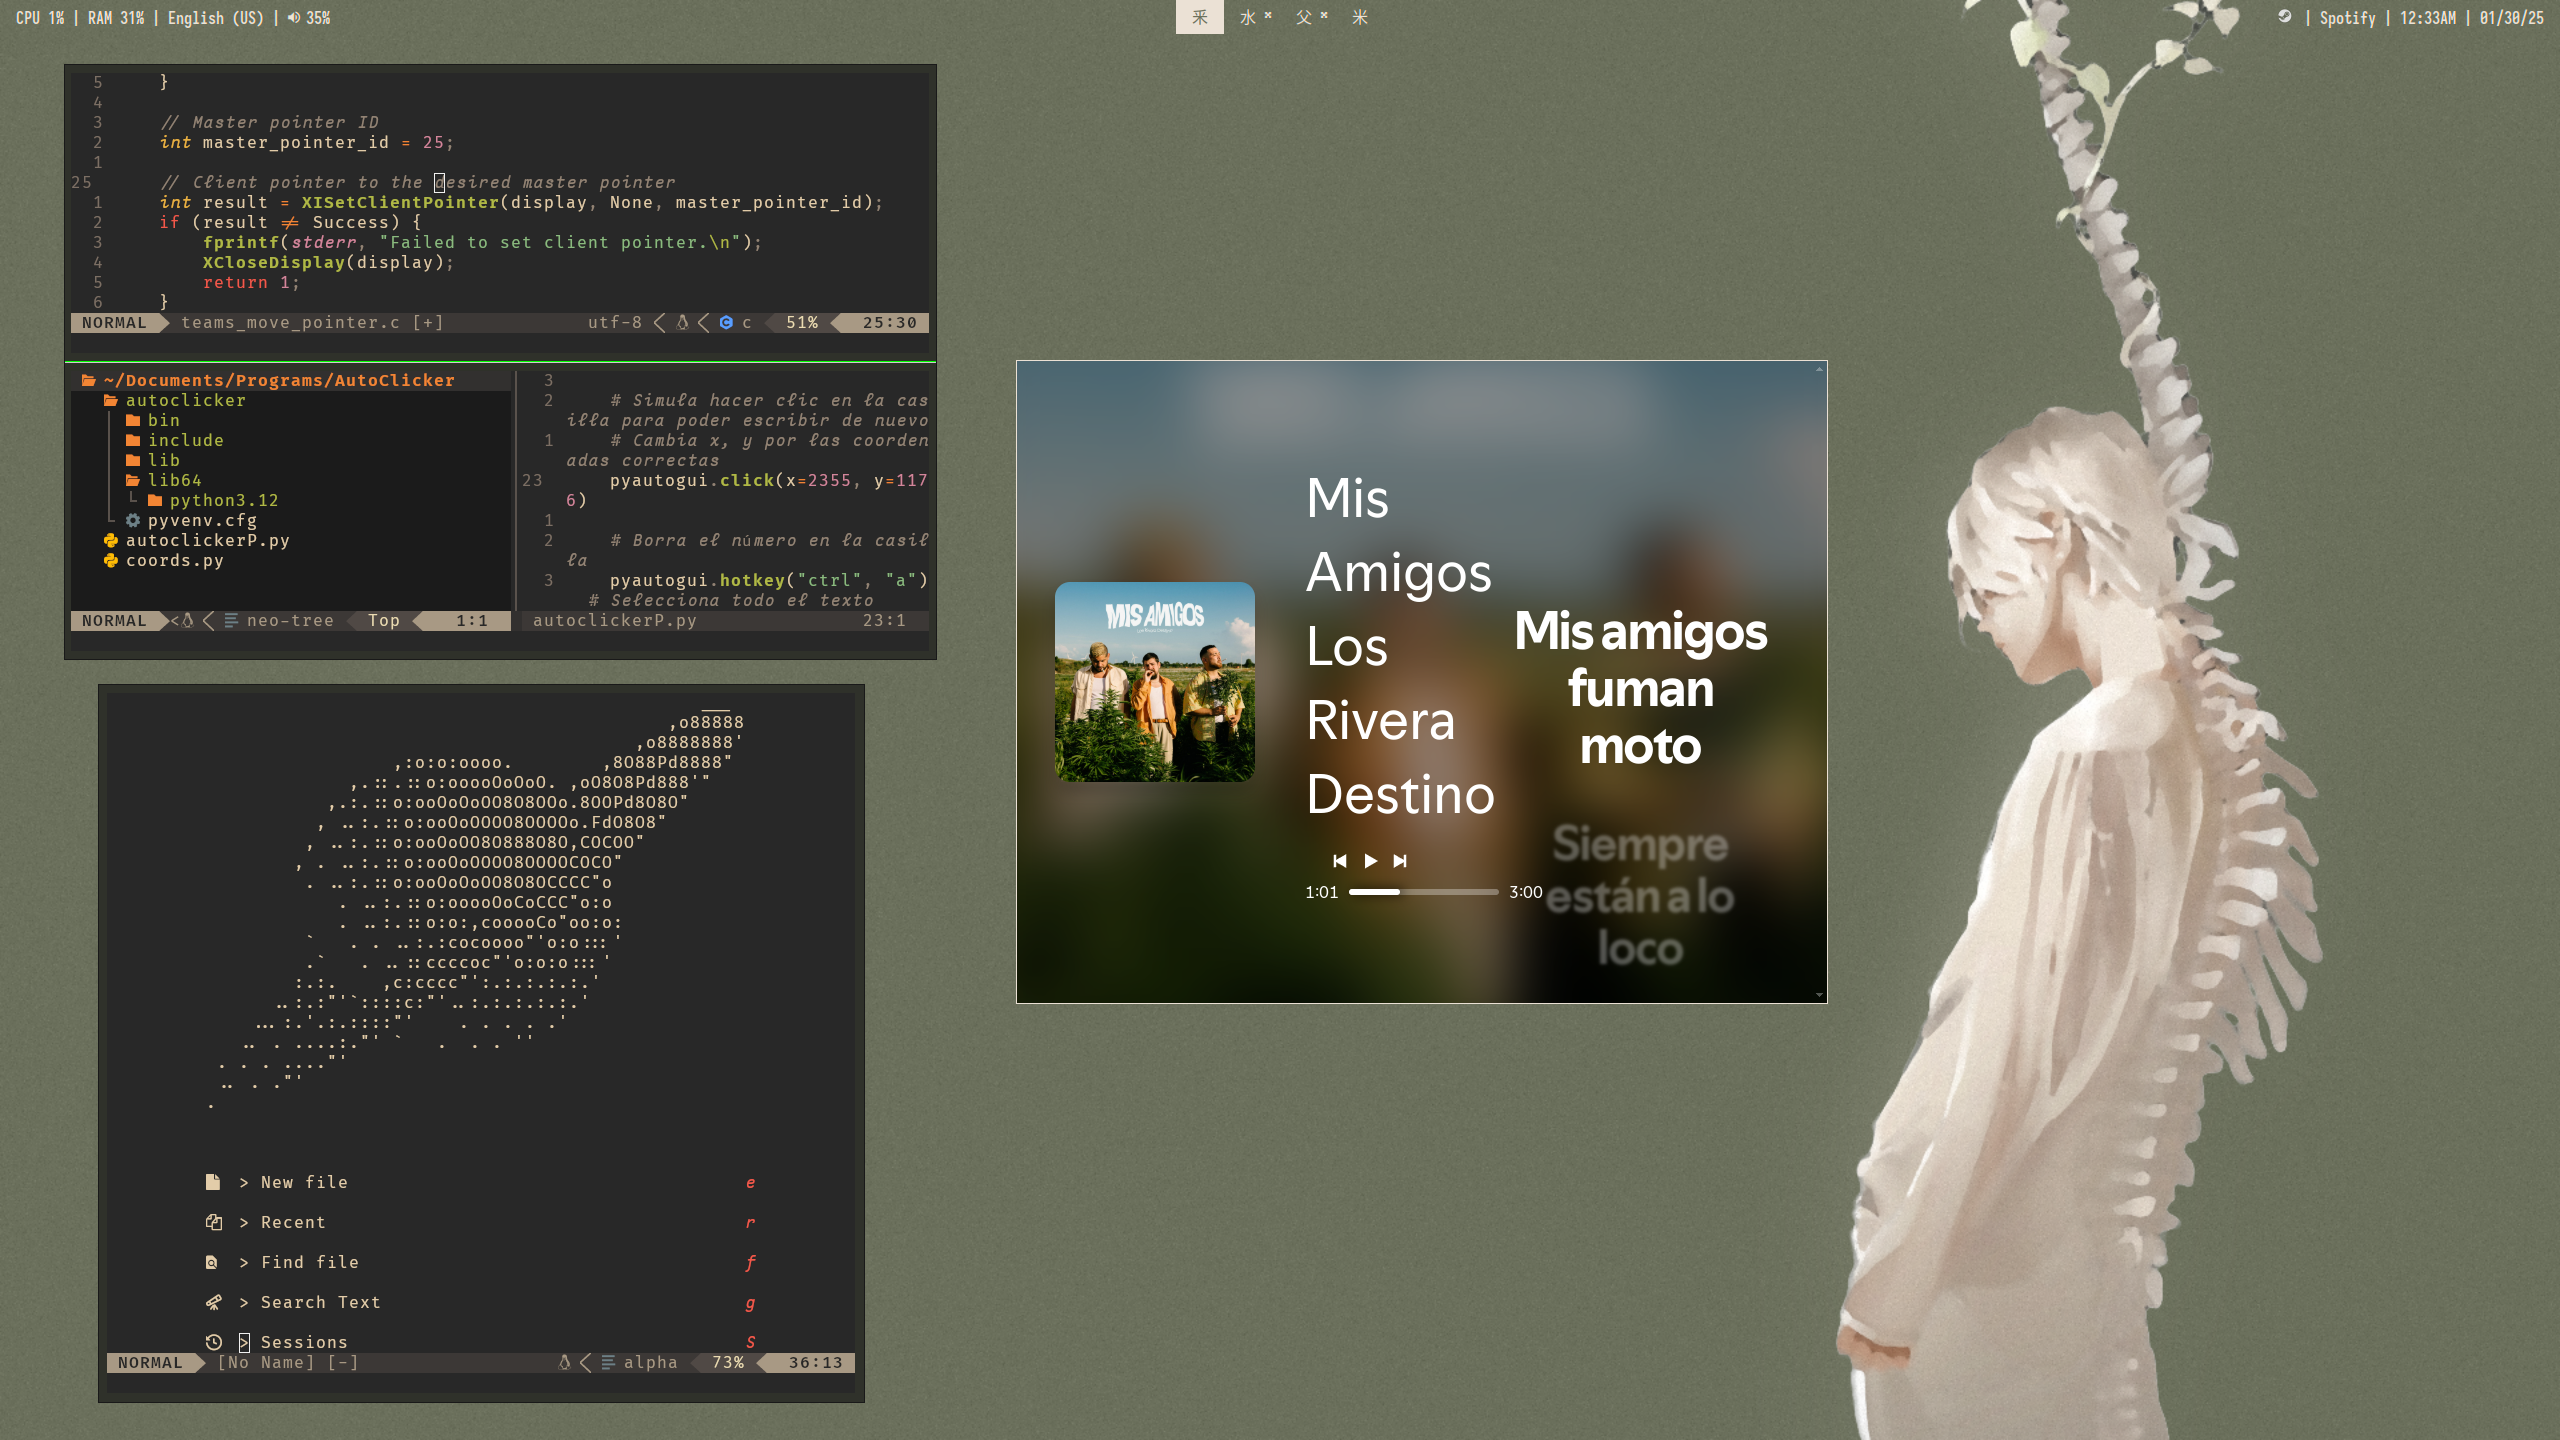 CPU 1% | RAM 31% | English (US) | 35%
采 水 父 米
| Spotify | 12:33AM | 01/30/25
5 }
4
3 // Master pointer ID
2 int master_pointer_id = 25;
1
25 // Client pointer to the desired master pointer
1 int result = XISetClientPointer(display, None, master_pointer_id);
2 if (result ≠ Success) {
3 fprintf(stderr, "Failed to set client pointer.\n");
4 XCloseDisplay(display);
5 return 1;
6 }
NORMAL teams_move_pointer.c [+] utf-8 c 51% 25:30
~/Documents/Programs/AutoClicker
autoclicker
bin
include
lib
lib64
python3.12
pyvenv.cfg
autoclickerP.py
coords.py
NORMAL < neo-tree Top 1:1
3
2 # Simula hacer clic en la cas
illa para poder escribir de nuevo
1 # Cambia x, y por las coorden
adas correctas
23 pyautogui.click(x=2355, y=117
6)
1
2 # Borra el número en la casil
la
3 pyautogui.hotkey("ctrl", "a")
# Selecciona todo el texto
autoclickerP.py 23:1
___
,o88888
,o8888888'
,:o:o:oooo. ,8O88Pd8888"
,.::.::o:ooooOoOoO. ,oO8O8Pd888'"
,.:.::o:ooOoOoOO8O8OOo.8OOPd8O8O"
, ..:.::o:ooOoOOOO8OOOOo.FdO8O8"
, ..:.::o:ooOoOO8O888O8O,COCOO"
, . ..:.::o:ooOoOOOO8OOOOCOCO"
. ..:.::o:ooOoOoOO8O8OCCCC"o
. ..:.::o:ooooOoCoCCC"o:o
. ..:.::o:o:,cooooCo"oo:o:
` . . ..:.:cocoooo"'o:o:::'
.` . ..::ccccoc"'o:o:o:::'
:.:. ,c:cccc"':.:.:.:.:.'
..:.:"'`::::c:"'..:.:.:.:.:.'
...:.'.:.::::"' . . . . .'
.. . ....:."' ` . . . ''
. . . ...."'
.. . ."'
.
> New file e
> Recent r
> Find file f
> Search Text g
> Sessions S
NORMAL [No Name] [-] alpha 73% 36:13
MIS AMIGOS
Mis
Amigos
Los
Rivera
Destino
1:01 3:00
Mis amigos
fuman
moto
Siempre
están a lo
loco